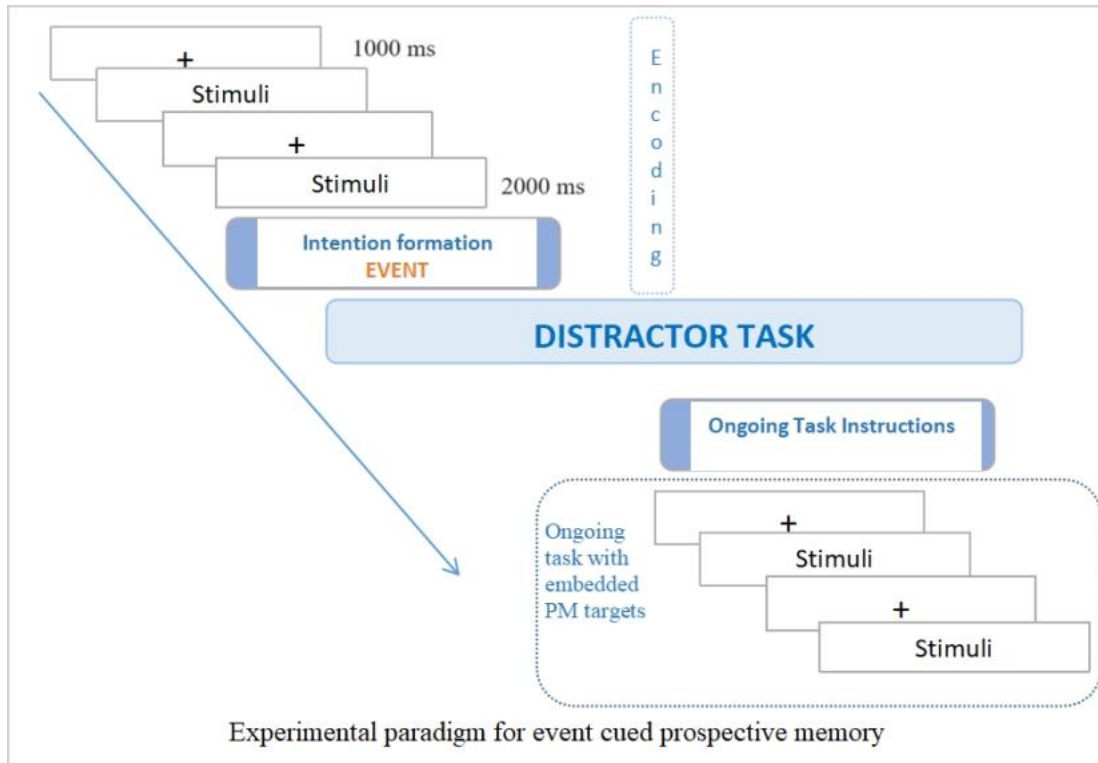 +
1000 ms
Stimuli
+
Stimuli
2000 ms
Encoding
Intention formation
EVENT
DISTRACTOR TASK
Ongoing Task Instructions
Ongoing
task with
embedded
PM targets
+
Stimuli
+
Stimuli
Experimental paradigm for event cued prospective memory